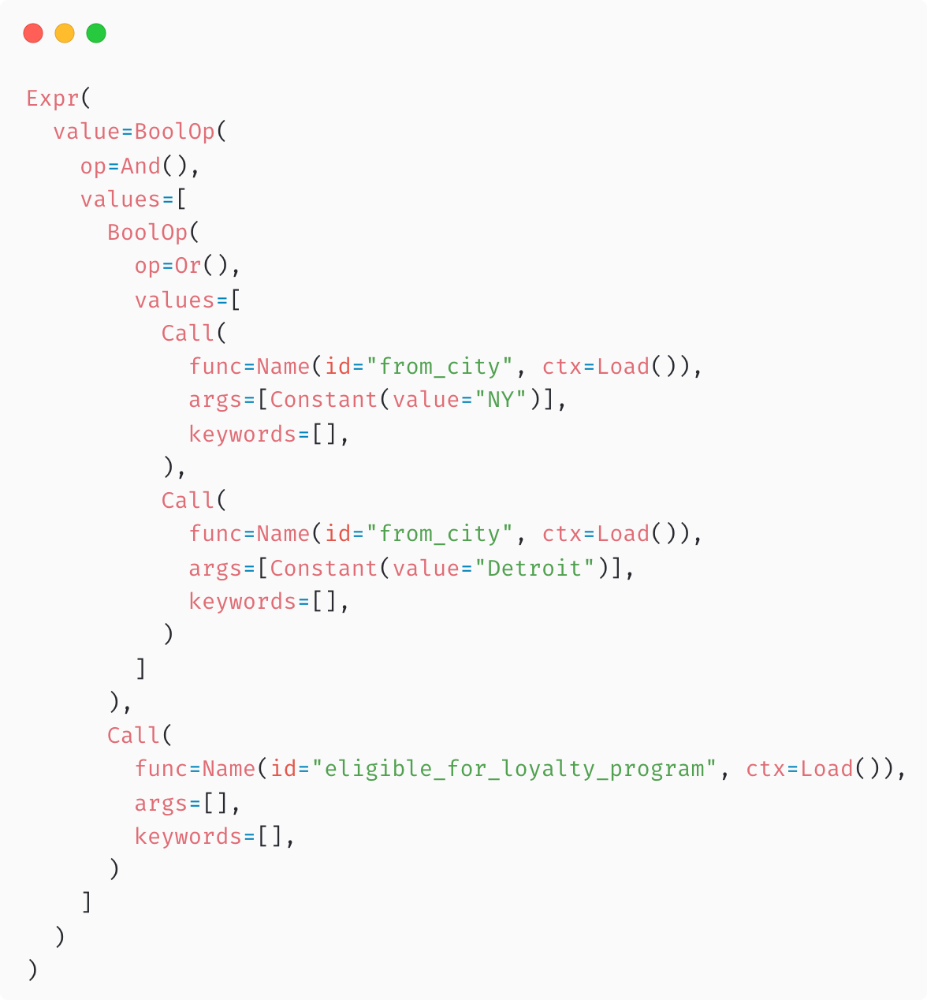 Expr(
  value=BoolOp(
    op=And(),
    values=[
      BoolOp(
        op=Or(),
        values=[
          Call(
            func=Name(id="from_city", ctx=Load()),
            args=[Constant(value="NY")],
            keywords=[],
          ),
          Call(
            func=Name(id="from_city", ctx=Load()),
            args=[Constant(value="Detroit")],
            keywords=[],
          )
        ]
      ),
      Call(
        func=Name(id="eligible_for_loyalty_program", ctx=Load()),
        args=[],
        keywords=[],
      )
    ]
  )
)